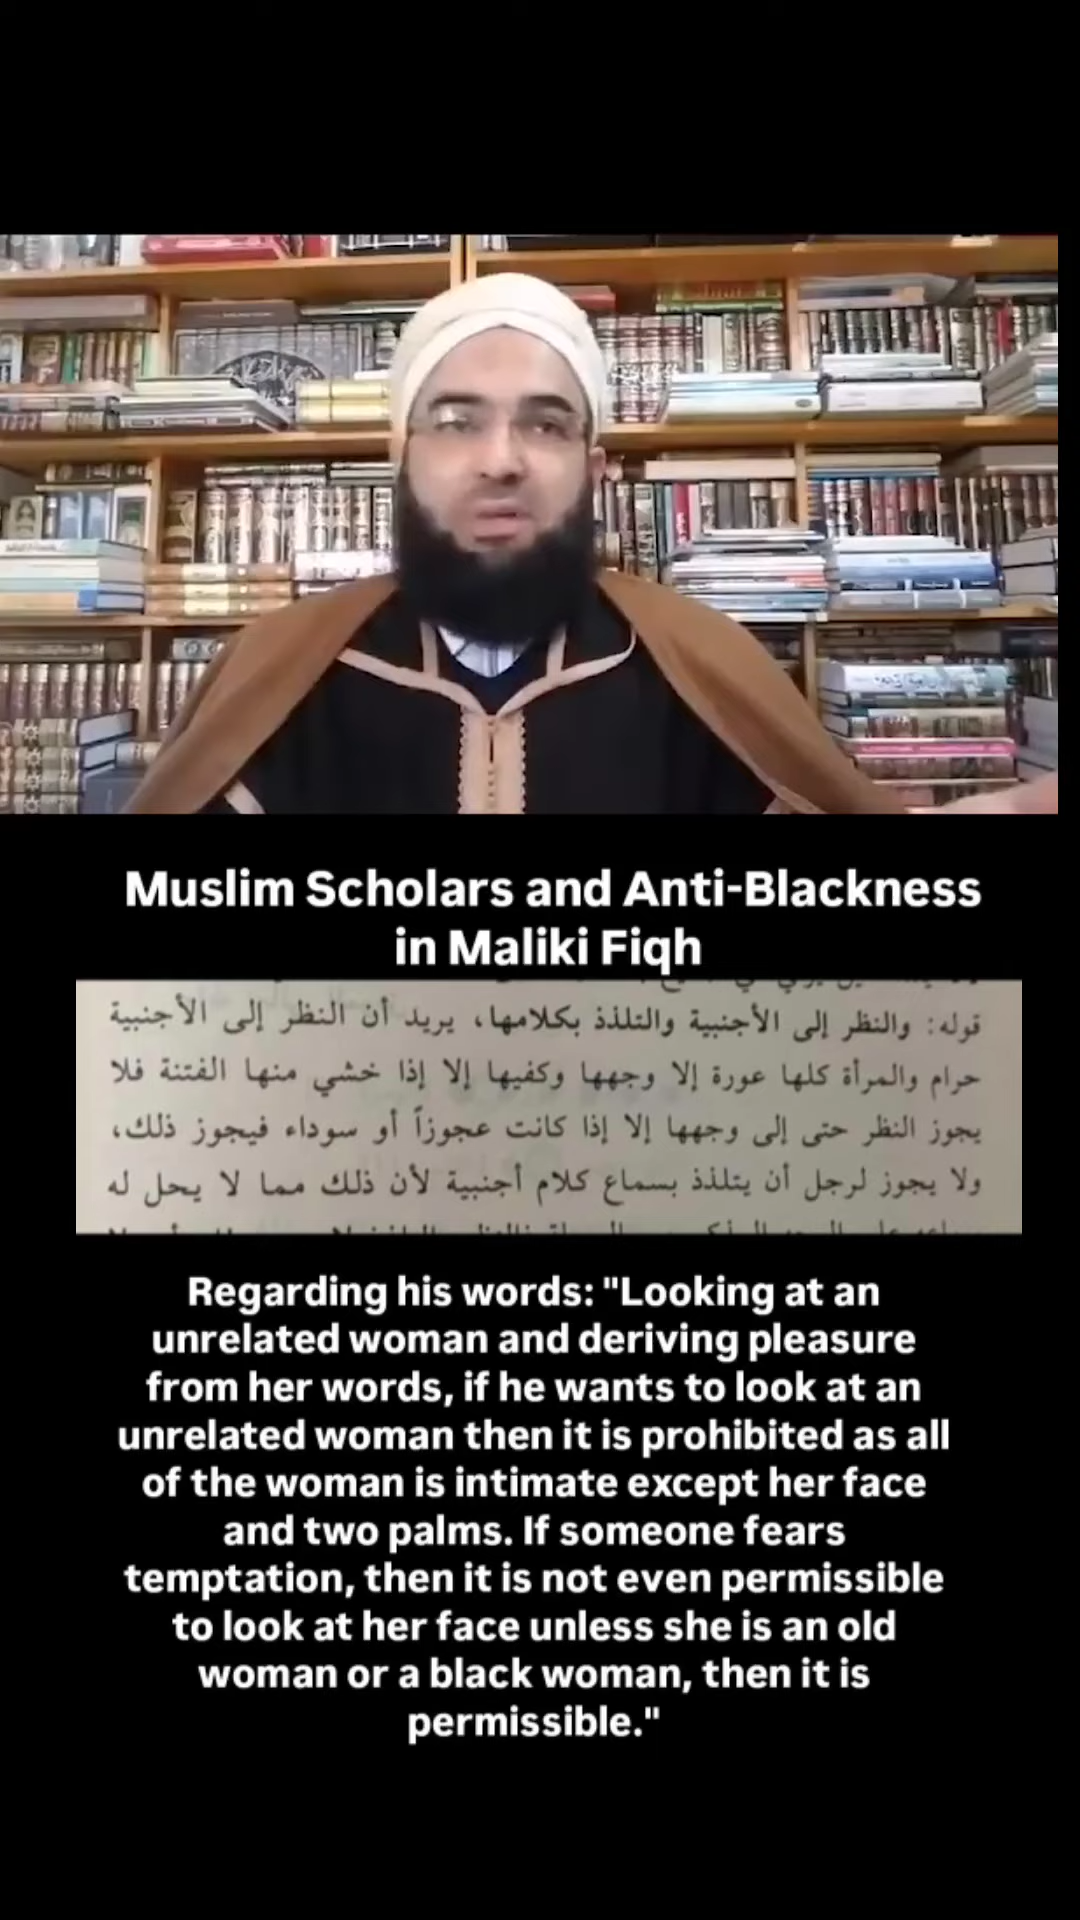 Muslim Scholars and Anti-Blackness
in Maliki Fiqh
قوله: والنظر إلى الأجنبية والتلذذ بكلامها، يريد أن النظر إلى الأجنبية
حرام والمرأة كلها عورة إلا وجهها وكفيها إلا إذا خشي منها الفتنة فلا
يجوز النظر حتى إلى وجهها إلا إذا كانت عجوزاً أو سوداء فيجوز ذلك،
ولا يجوز لرجل أن يتلذذ بسماع كلام أجنبية لأن ذلك مما لا يحل له
Regarding his words: "Looking at an
unrelated woman and deriving pleasure
from her words, if he wants to look at an
unrelated woman then it is prohibited as all
of the woman is intimate except her face
and two palms. If someone fears
temptation, then it is not even permissible
to look at her face unless she is an old
woman or a black woman, then it is
permissible."